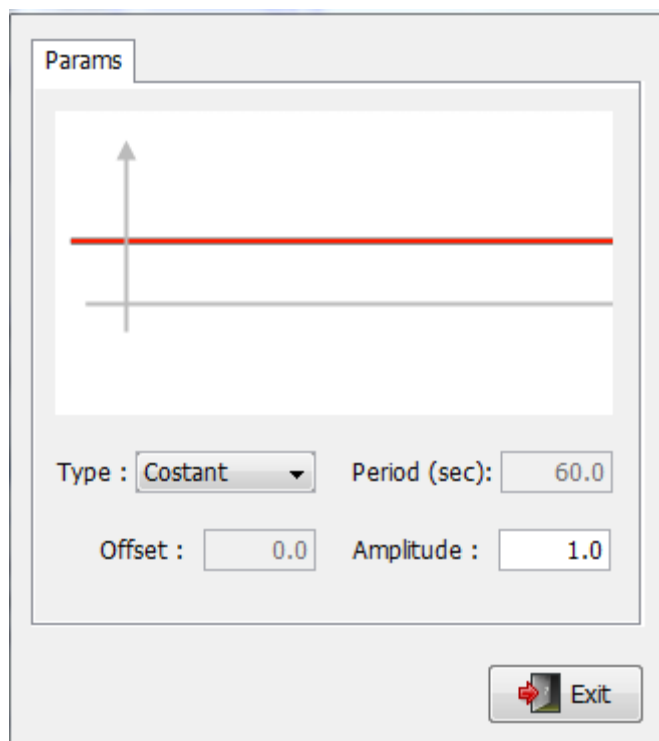 Params
Type : Costant Period (sec): 60.0
Offset : 0.0 Amplitude : 1.0
Exit